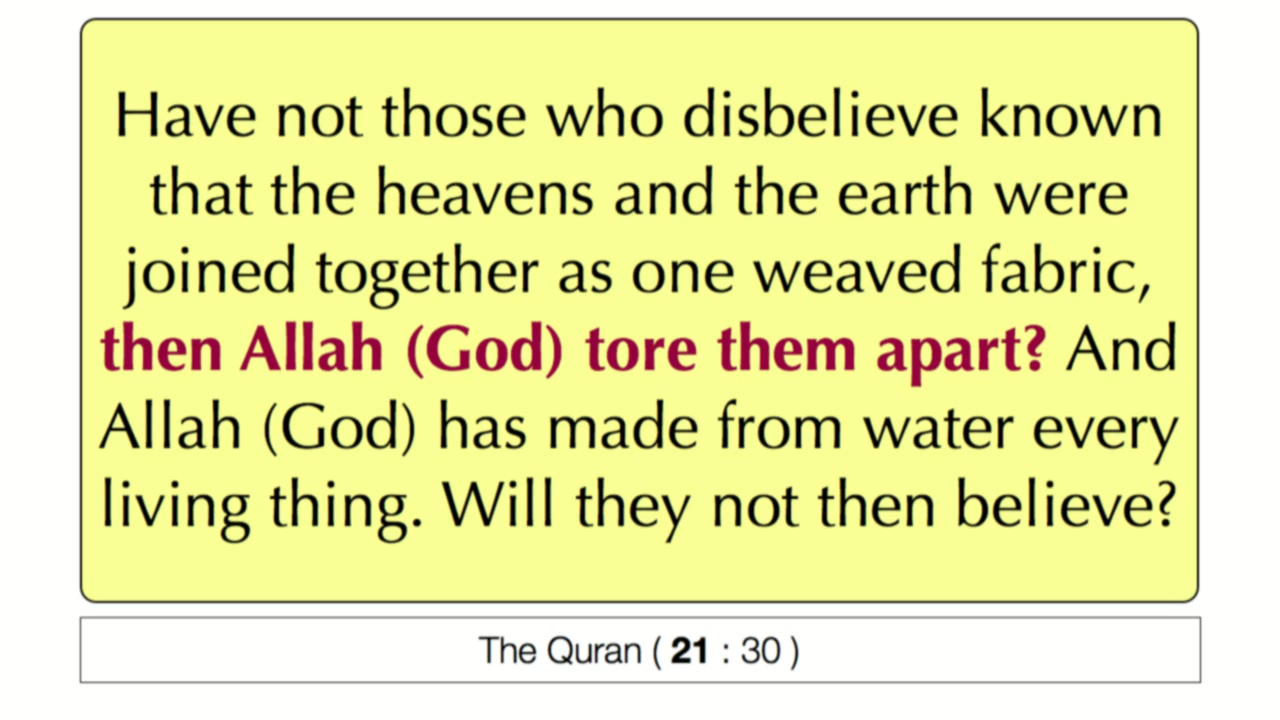 Have not those who disbelieve known
that the heavens and the earth were
joined together as one weaved fabric,
then Allah (God) tore them apart? And
Allah (God) has made from water every
living thing. Will they not then believe?
The Quran ( 21 : 30 )